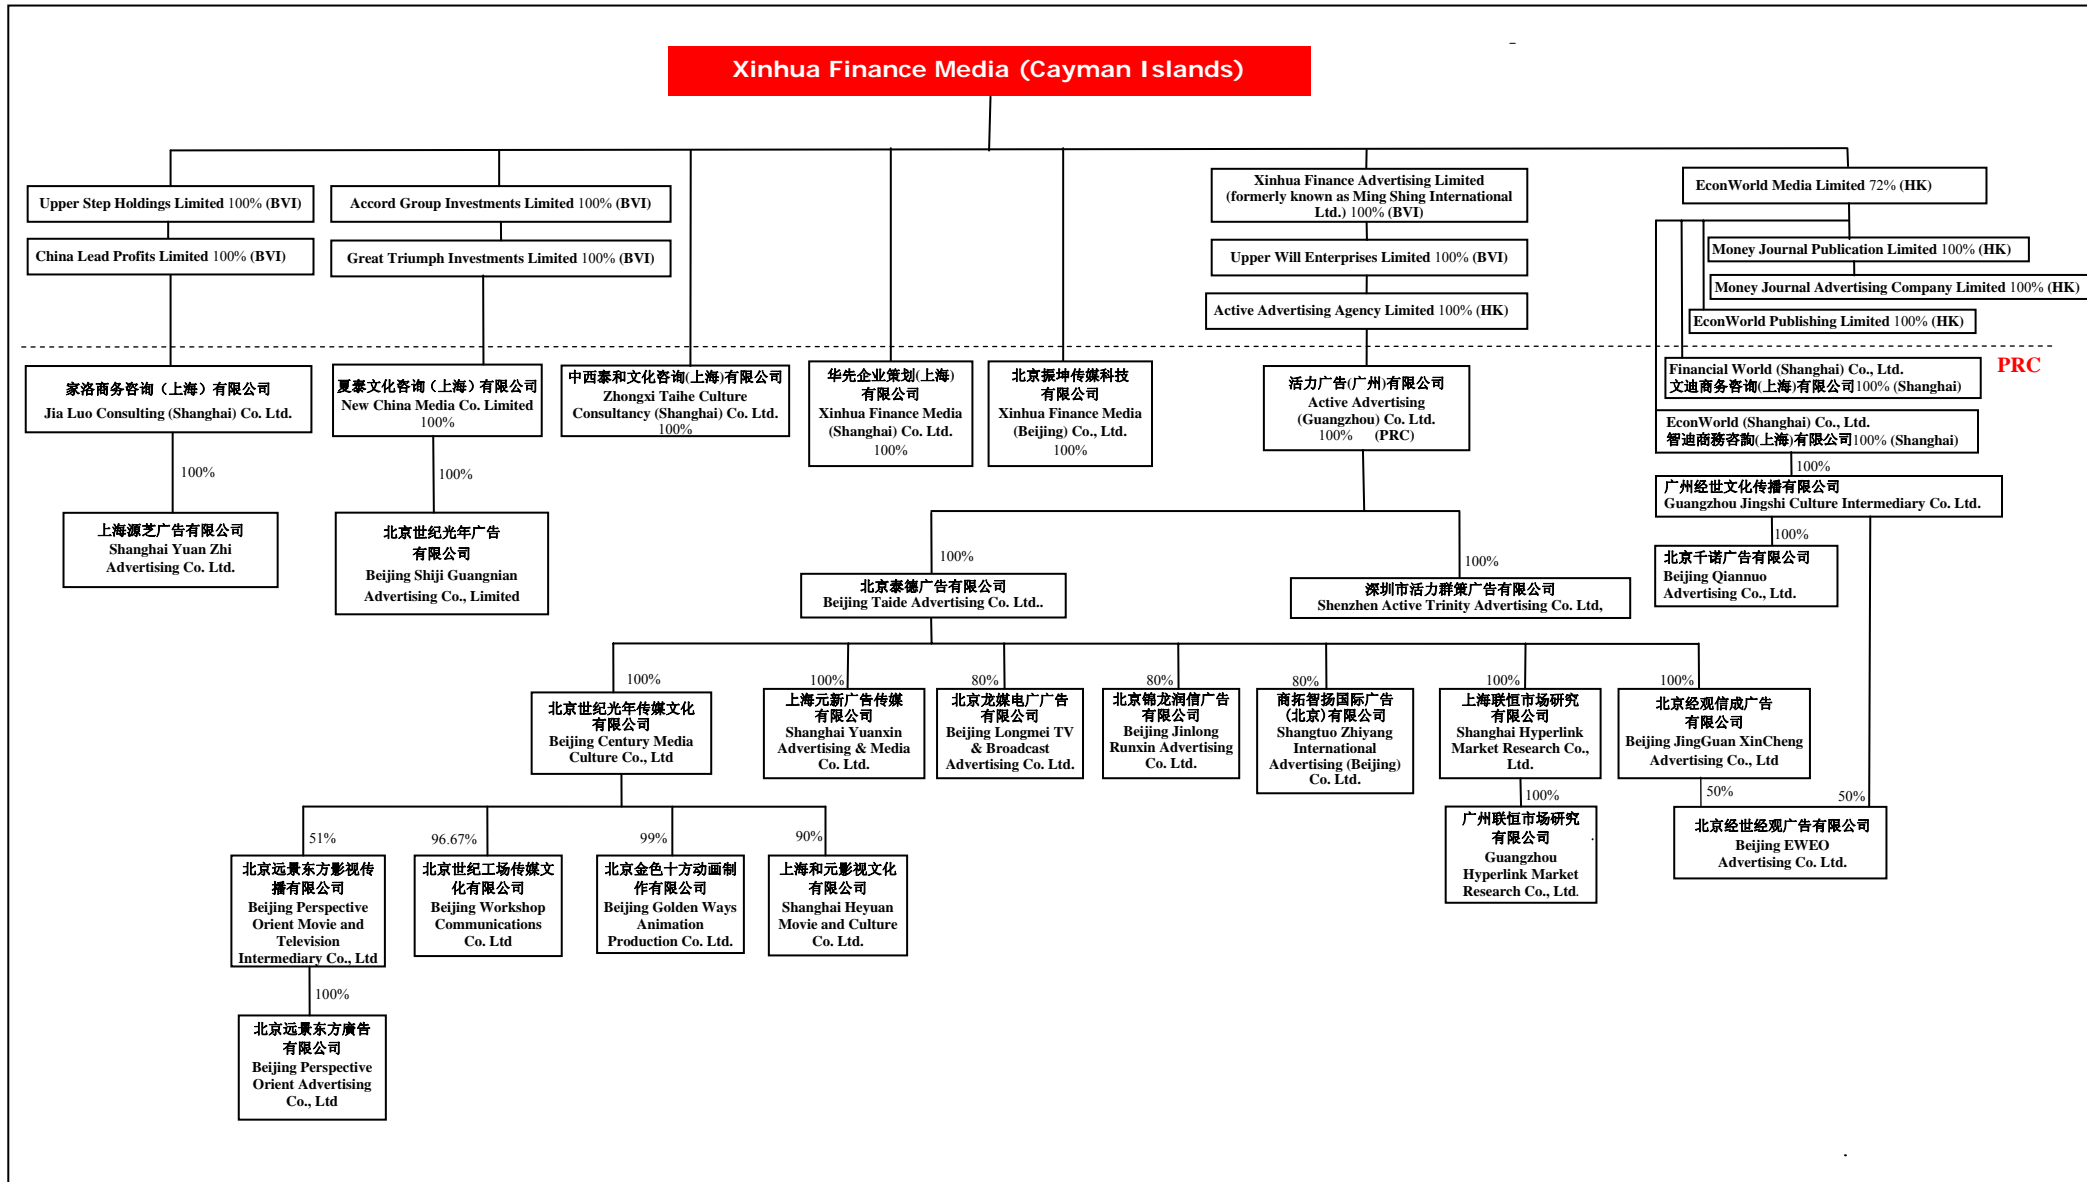 Xinhua Finance Media (Cayman Islands)
Upper Step Holdings Limited 100% (BVI)
China Lead Profits Limited 100% (BVI)
Accord Group Investments Limited 100% (BVI)
Great Triumph Investments Limited 100% (BVI)
Xinhua Finance Advertising Limited
(formerly known as Ming Shing International
Ltd.) 100% (BVI)
Upper Will Enterprises Limited 100% (BVI)
Active Advertising Agency Limited 100% (HK)
EconWorld Media Limited 72% (HK)
Money Journal Publication Limited 100% (HK)
Money Journal Advertising Company Limited 100% (HK)
EconWorld Publishing Limited 100% (HK)
PRC
家洛商务咨询（上海）有限公司
Jia Luo Consulting (Shanghai) Co. Ltd.
夏泰文化咨询（上海）有限公司
New China Media Co. Limited
100%
中西泰和文化咨询(上海)有限公司
Zhongxi Taihe Culture
Consultancy (Shanghai) Co. Ltd.
100%
华先企业策划(上海)
有限公司
Xinhua Finance Media
(Shanghai) Co. Ltd.
100%
北京振坤传媒科技
有限公司
Xinhua Finance Media
(Beijing) Co., Ltd.
100%
活力广告(广州)有限公司
Active Advertising
(Guangzhou) Co. Ltd.
100% (PRC)
Financial World (Shanghai) Co., Ltd.
文迪商务咨询(上海)有限公司100% (Shanghai)
EconWorld (Shanghai) Co., Ltd.
智迪商務咨詢(上海)有限公司100% (Shanghai)
100%
广州经世文化传播有限公司
Guangzhou Jingshi Culture Intermediary Co. Ltd.
100%
北京千诺广告有限公司
Beijing Qiannuo
Advertising Co., Ltd.
100%
上海源芝广告有限公司
Shanghai Yuan Zhi
Advertising Co. Ltd.
100%
北京世纪光年广告
有限公司
Beijing Shiji Guangnian
Advertising Co., Limited
100%
北京泰德广告有限公司
Beijing Taide Advertising Co. Ltd..
100%
深圳市活力群策广告有限公司
Shenzhen Active Trinity Advertising Co. Ltd,
100%
北京世纪光年传媒文化
有限公司
Beijing Century Media
Culture Co., Ltd
100%
上海元新广告传媒
有限公司
Shanghai Yuanxin
Advertising & Media
Co. Ltd.
80%
北京龙媒电广广告
有限公司
Beijing Longmei TV
& Broadcast
Advertising Co. Ltd.
80%
北京锦龙润信广告
有限公司
Beijing Jinlong
Runxin Advertising
Co. Ltd.
80%
商拓智扬国际广告
(北京)有限公司
Shangtuo Zhiyang
International
Advertising (Beijing)
Co. Ltd.
100%
上海联恒市场研究
有限公司
Shanghai Hyperlink
Market Research Co.,
Ltd.
100%
北京经观信成广告
有限公司
Beijing JingGuan XinCheng
Advertising Co., Ltd
100%
广州联恒市场研究
有限公司
Guangzhou
Hyperlink Market
Research Co., Ltd.
50%
50%
北京经世经观广告有限公司
Beijing EWEO
Advertising Co. Ltd.
51%
北京远景东方影视传
播有限公司
Beijing Perspective
Orient Movie and
Television
Intermediary Co., Ltd
96.67%
北京世纪工场传媒文
化有限公司
Beijing Workshop
Communications
Co. Ltd
99%
北京金色十方动画制
作有限公司
Beijing Golden Ways
Animation
Production Co. Ltd.
90%
上海和元影视文化
有限公司
Shanghai Heyuan
Movie and Culture
Co. Ltd.
100%
北京远景东方廣告
有限公司
Beijing Perspective
Orient Advertising
Co., Ltd